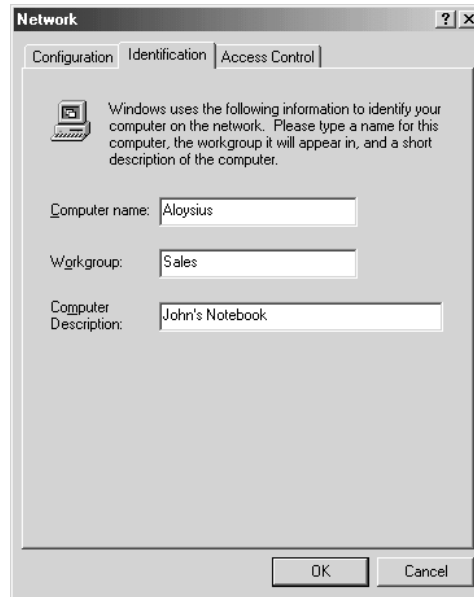 Network
Configuration Identification Access Control
Windows uses the following information to identify your
computer on the network. Please type a name for this
computer, the workgroup it will appear in, and a short
description of the computer.
Computer name: Aloysius
Workgroup: Sales
Computer
Description: John's Notebook
OK Cancel